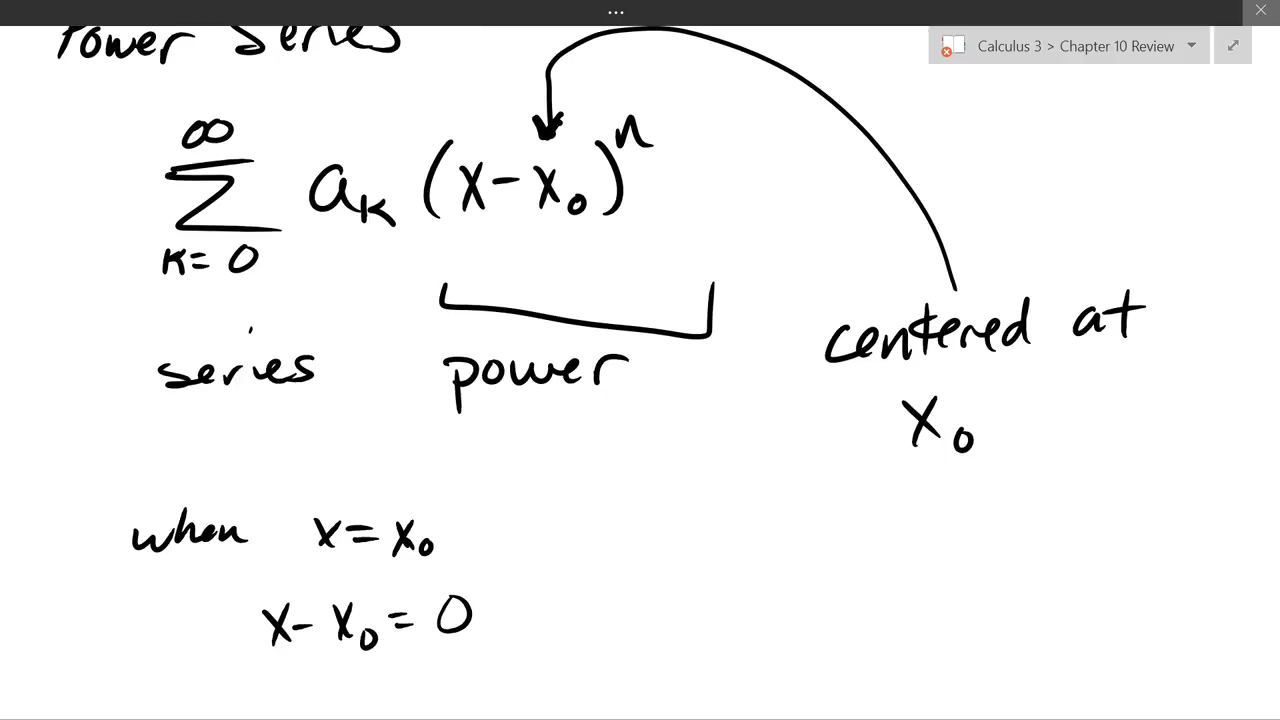 ...
Calculus 3 > Chapter 10 Review
Power Series
∞
∑ aₖ (x - x₀)ⁿ
k = 0
centered at
x₀
series power
when x = x₀
x - x₀ = 0